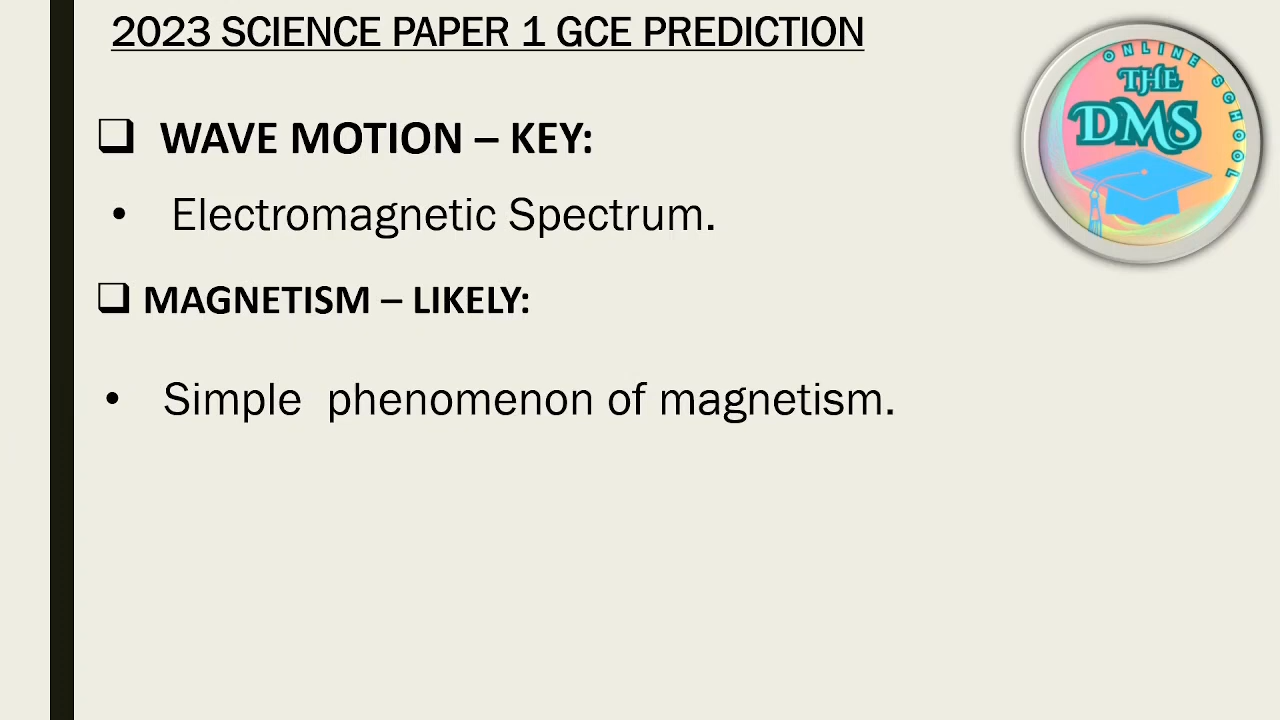 2023 SCIENCE PAPER 1 GCE PREDICTION
ONLINE SCHOOL
THE
DMS
❑ WAVE MOTION – KEY:
• Electromagnetic Spectrum.
❑ MAGNETISM – LIKELY:
• Simple phenomenon of magnetism.